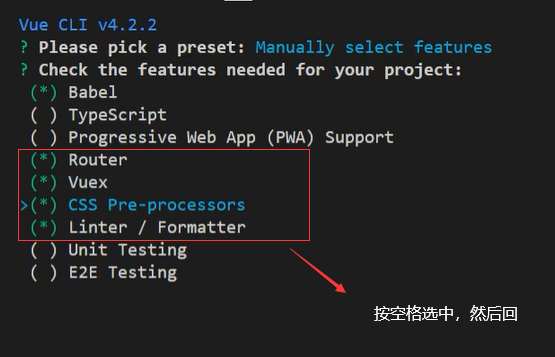 Vue CLI v4.2.2
? Please pick a preset: Manually select features
? Check the features needed for your project:
(*) Babel
( ) TypeScript
( ) Progressive Web App (PWA) Support
(*) Router
(*) Vuex
>(*) CSS Pre-processors
(*) Linter / Formatter
( ) Unit Testing
( ) E2E Testing
按空格选中，然后回